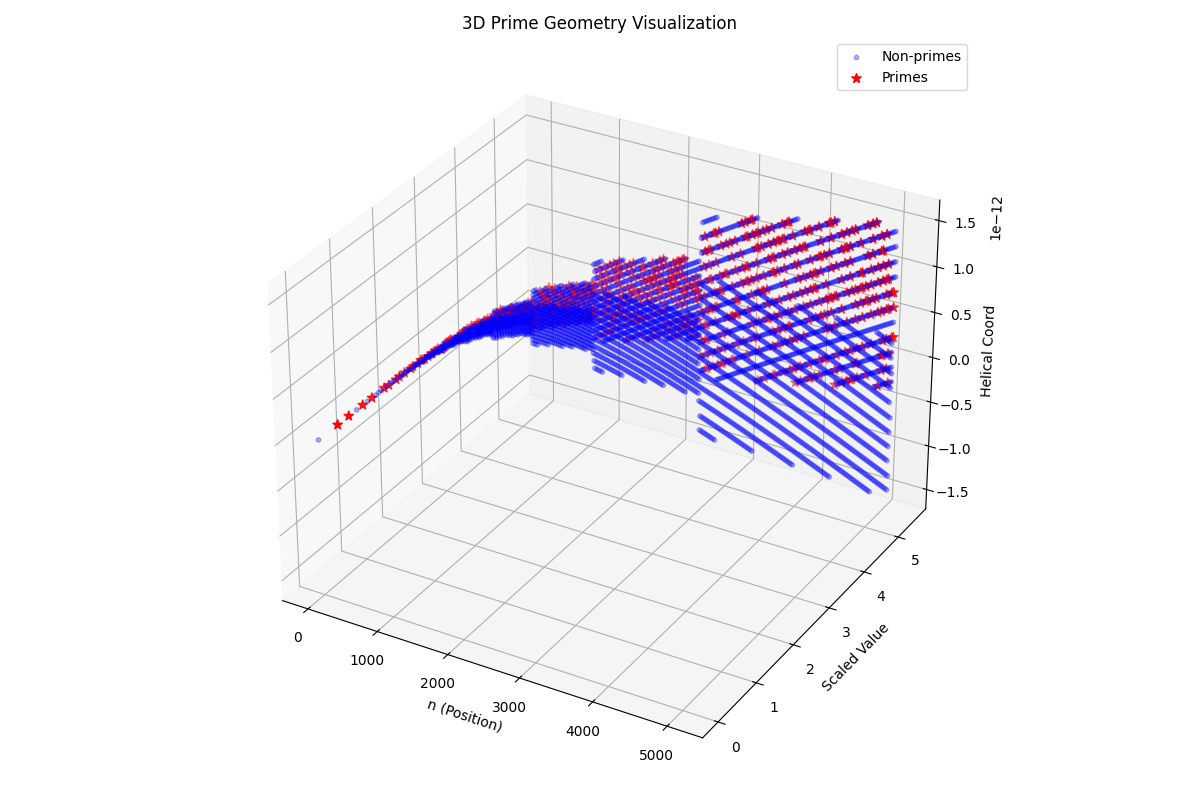 3D Prime Geometry Visualization
Non-primes
Primes
1e−12
1.5
1.0
0.5
0.0
−0.5
−1.0
−1.5
Helical Coord
5
4
3
2
1
0
Scaled Value
0
1000
2000
3000
4000
5000
n (Position)